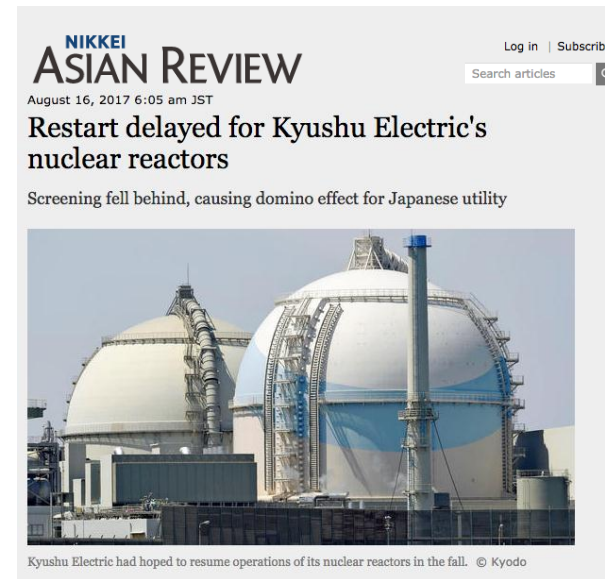 NIKKEI
ASIAN REVIEW
Log in | Subscrib
Search articles
August 16, 2017 6:05 am JST
Restart delayed for Kyushu Electric's
nuclear reactors
Screening fell behind, causing domino effect for Japanese utility
Kyushu Electric had hoped to resume operations of its nuclear reactors in the fall. © Kyodo